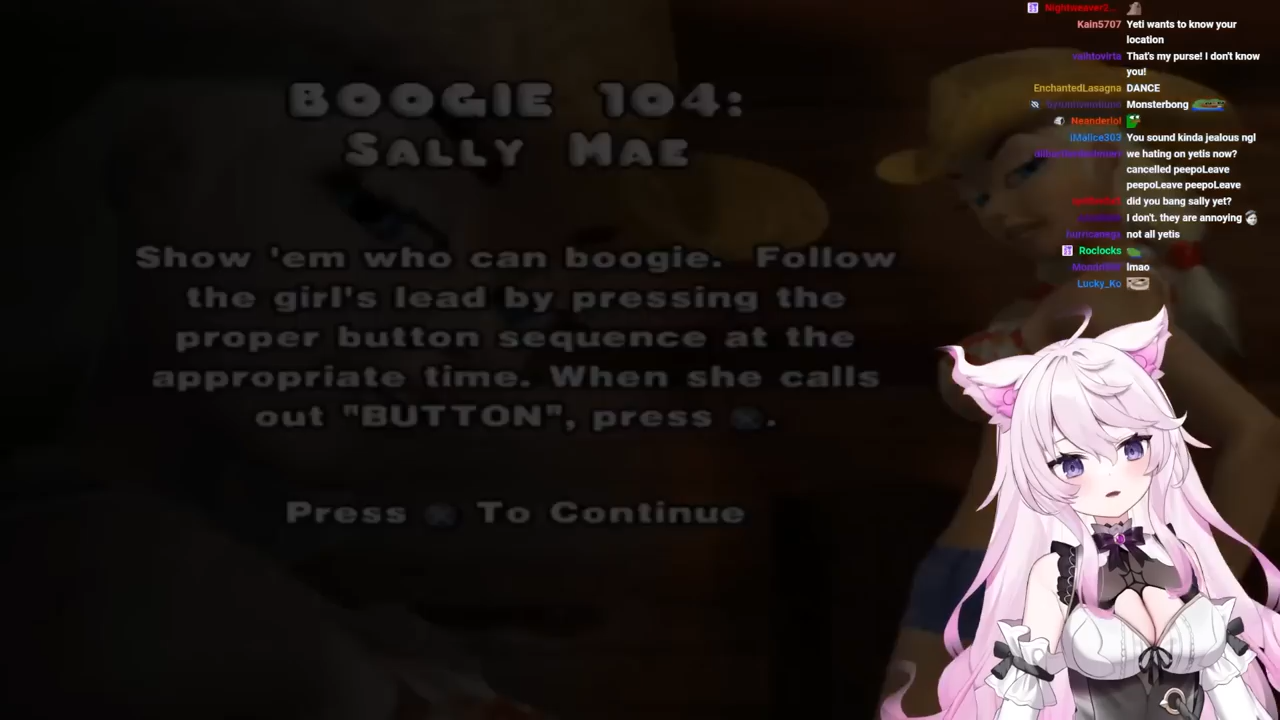 BOOGIE 104:
SALLY MAE
Show 'em who can boogie. Follow
the girl's lead by pressing the
proper button sequence at the
appropriate time. When she calls
out "BUTTON", press .
Press To Continue
Kain5707 Yeti wants to know your
location
valhtovirta That's my purse! I don't know
you!
EnchantedLasagna DANCE
Monsterbong
Neanderlol
iMalice303 You sound kinda jealous ngl
we hating on yetis now?
cancelled peepoLeave
peepoLeave peepoLeave
did you bang sally yet?
I don't. they are annoying
hurricanega not all yetis
Roclocks
lmao
Lucky_Ko